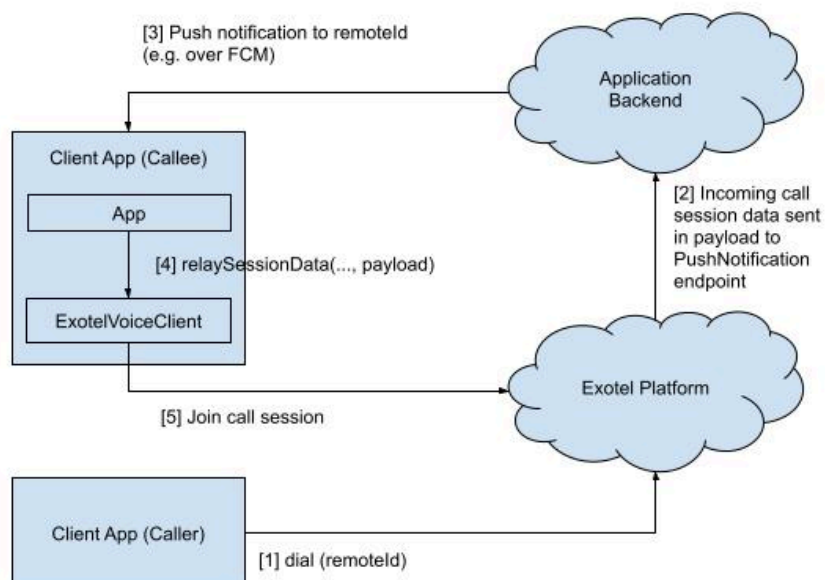 [3] Push notification to remoteId
(e.g. over FCM)
Application
Backend
Client App (Callee)
App
[2] Incoming call
session data sent
in payload to
PushNotification
endpoint
[4] relaySessionData(..., payload)
ExotelVoiceClient
Exotel Platform
[5] Join call session
Client App (Caller)
[1] dial (remoteId)